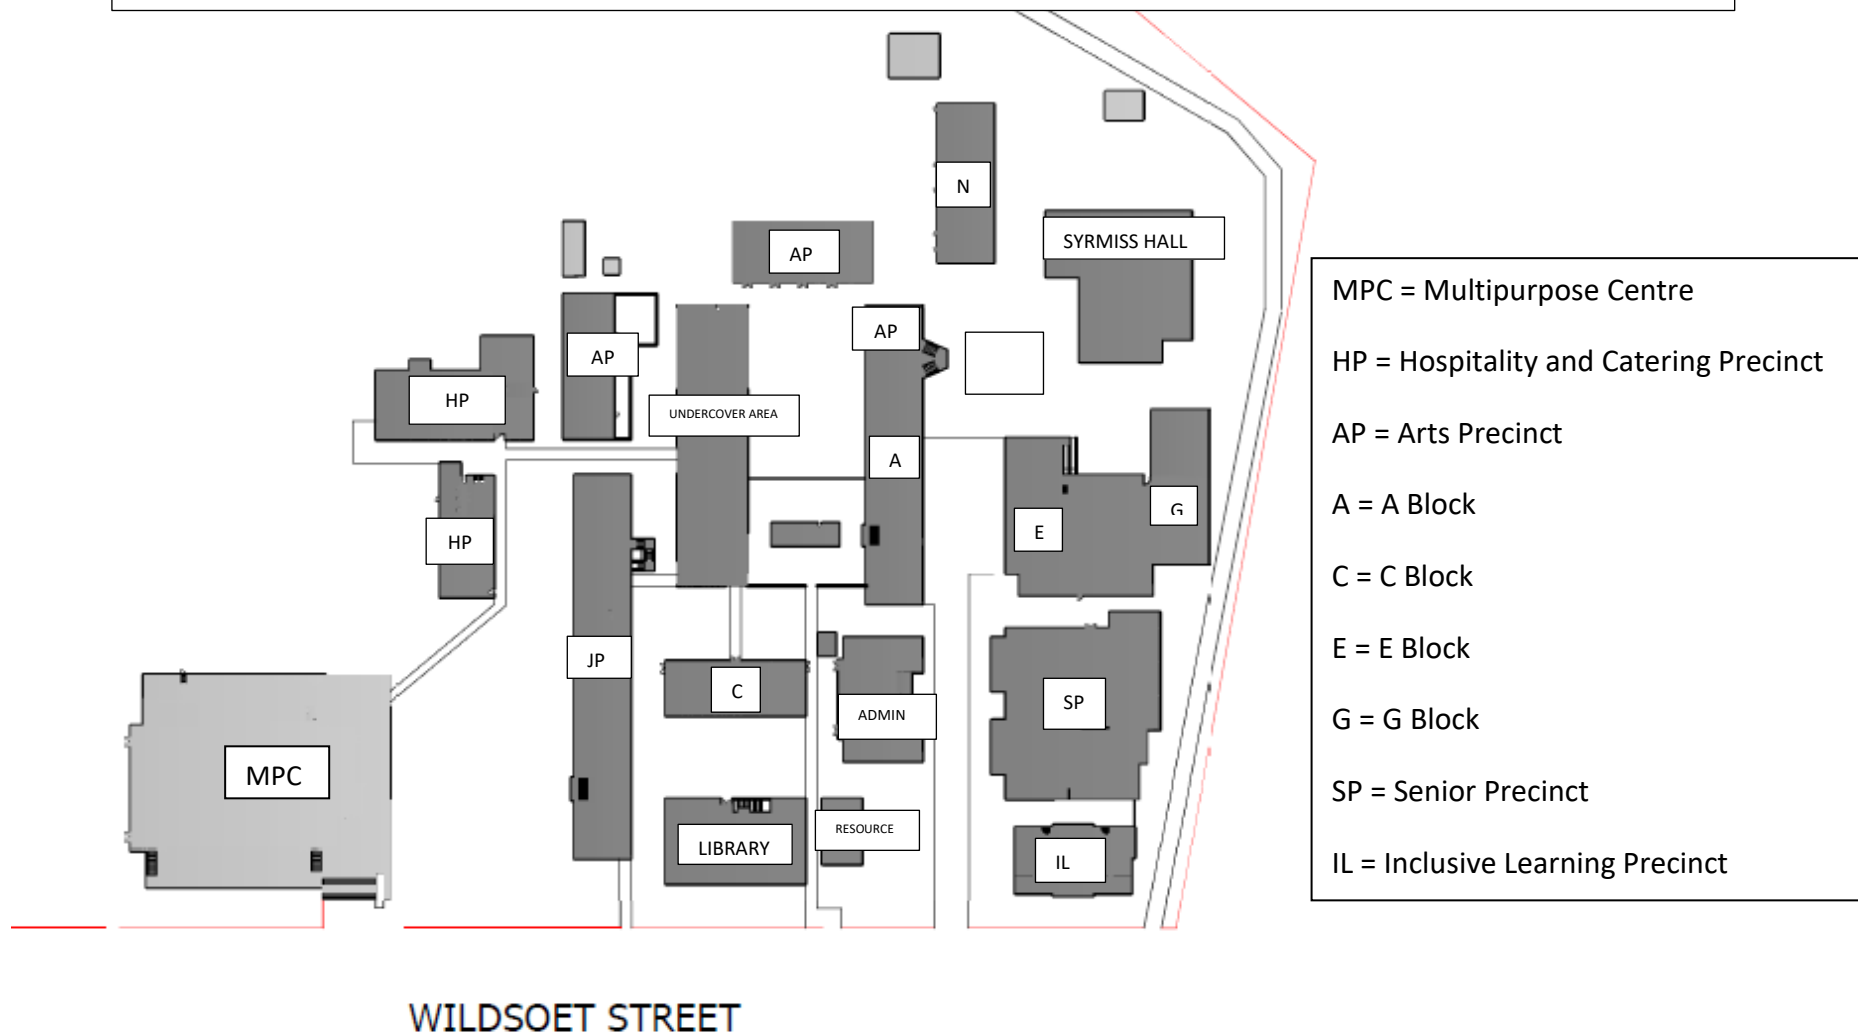 N
SYRMISS HALL
AP
AP
AP
HP
UNDERCOVER AREA
A
G
E
HP
JP
C
SP
ADMIN
MPC
RESOURCE
LIBRARY
IL
MPC = Multipurpose Centre
HP = Hospitality and Catering Precinct
AP = Arts Precinct
A = A Block
C = C Block
E = E Block
G = G Block
SP = Senior Precinct
IL = Inclusive Learning Precinct
WILDSOET STREET